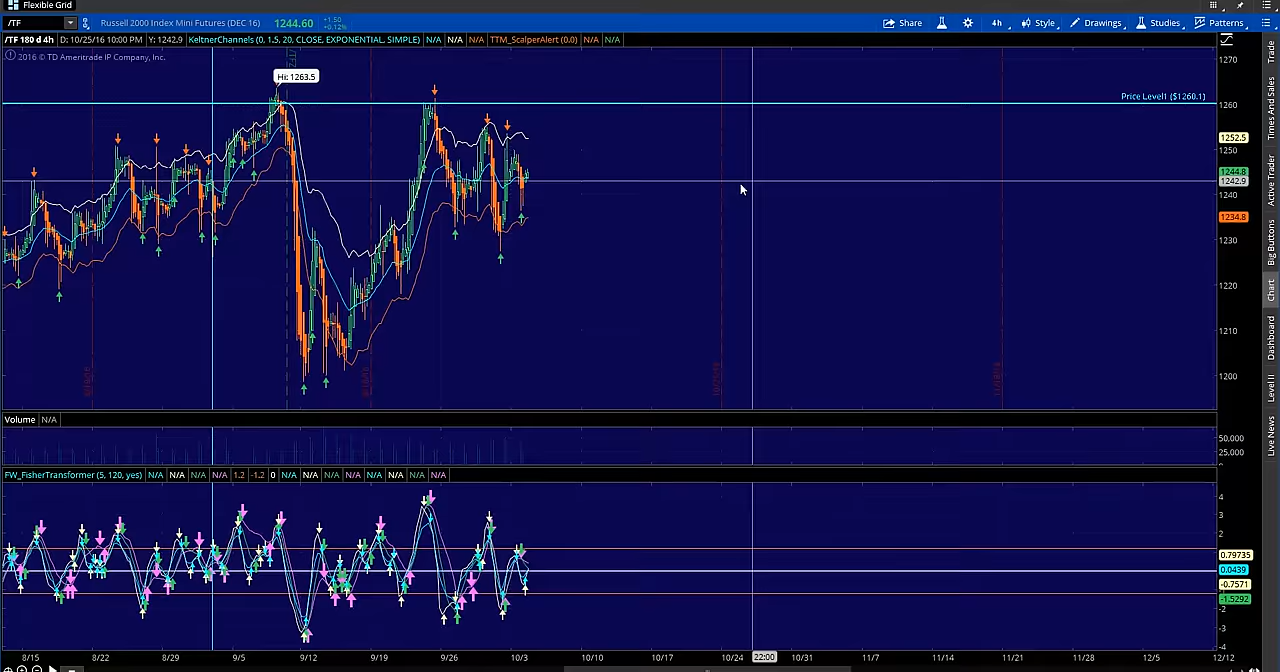 Flexible Grid
/TF Russell 2000 Index Mini Futures (DEC 16) 1244.60 +1.50 +0.12% Share 4h Style Drawings Studies Patterns
/TF 180 d 4h D: 10/25/16 10:00 PM Y: 1242.9 KeltnerChannels (0, 1.5, 20, CLOSE, EXPONENTIAL, SIMPLE) N/A N/A N/A TTM_ScalperAlert (0.0) N/A N/A
2016 © TD Ameritrade IP Company, Inc.
Hi: 1263.5
Price Level1 ($1260.1)
1270
1260
1252.5
1250
1244.8
1242.9
1240
1234.8
1230
1220
1210
1200
Trade
Times And Sales
Active Trader
Big Buttons
Chart
Dashboard
Level II
Live News
Volume N/A
50,000
25,000
FW_FisherTransformer (5, 120, yes) N/A N/A N/A N/A 1.2 -1.2 0 N/A N/A N/A N/A N/A N/A N/A N/A
4
3
2
0.79735
0.0439
-0.7571
-1.5292
-2
-3
-4
8/15 8/22 8/29 9/5 9/12 9/19 9/26 10/3 10/10 10/17 10/24 22:00 10/31 11/7 11/14 11/21 11/28 12/5 12/12